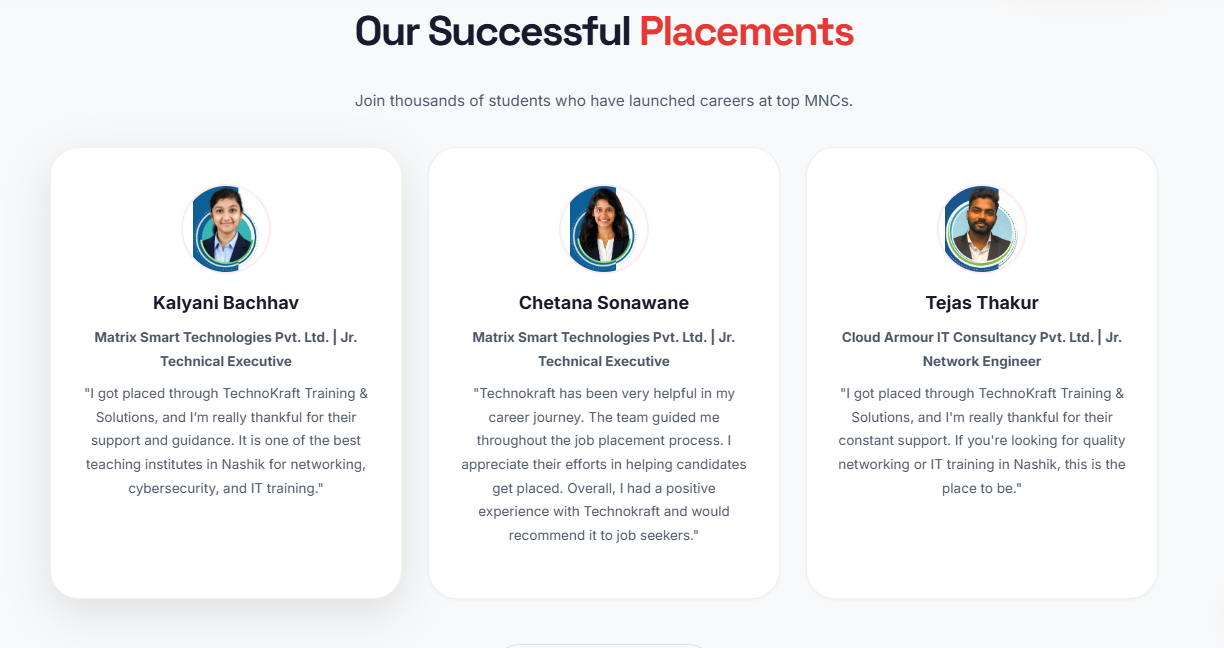 Our Successful Placements
Join thousands of students who have launched careers at top MNCs.
Kalyani Bachhav
Matrix Smart Technologies Pvt. Ltd. | Jr.
Technical Executive
"I got placed through TechnoKraft Training &
Solutions, and I’m really thankful for their
support and guidance. It is one of the best
teaching institutes in Nashik for networking,
cybersecurity, and IT training."
Chetana Sonawane
Matrix Smart Technologies Pvt. Ltd. | Jr.
Technical Executive
"Technokraft has been very helpful in my
career journey. The team guided me
throughout the job placement process. I
appreciate their efforts in helping candidates
get placed. Overall, I had a positive
experience with Technokraft and would
recommend it to job seekers."
Tejas Thakur
Cloud Armour IT Consultancy Pvt. Ltd. | Jr.
Network Engineer
"I got placed through TechnoKraft Training &
Solutions, and I'm really thankful for their
constant support. If you're looking for quality
networking or IT training in Nashik, this is the
place to be."